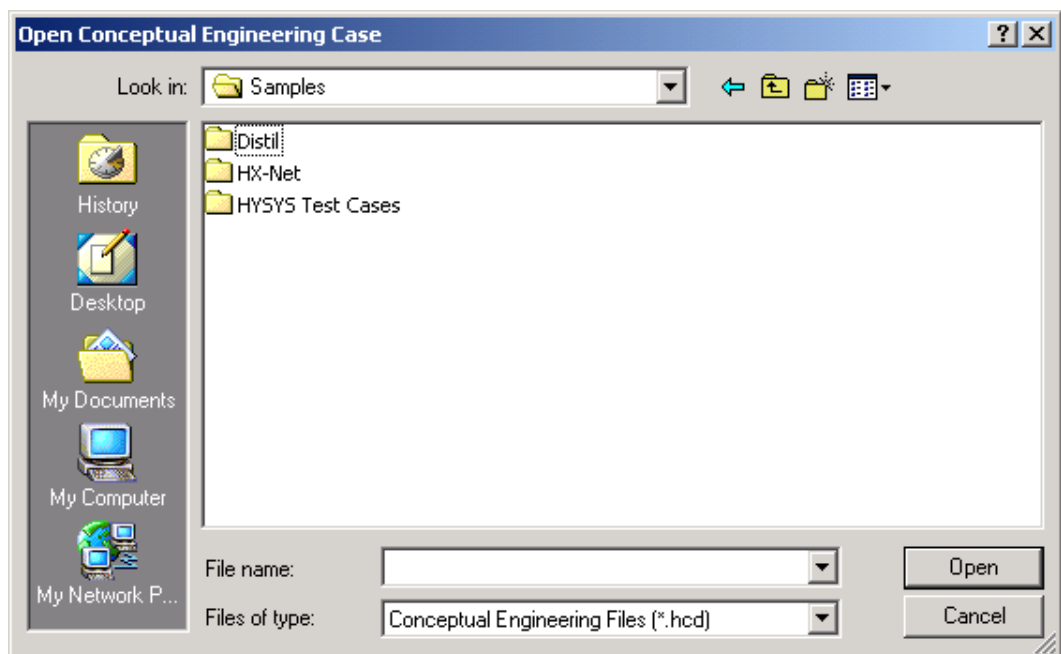 Open Conceptual Engineering Case
Look in: Samples
Distil
HX-Net
HYSYS Test Cases
History
Desktop
My Documents
My Computer
My Network P...
File name:
Open
Files of type: Conceptual Engineering Files (*.hcd)
Cancel